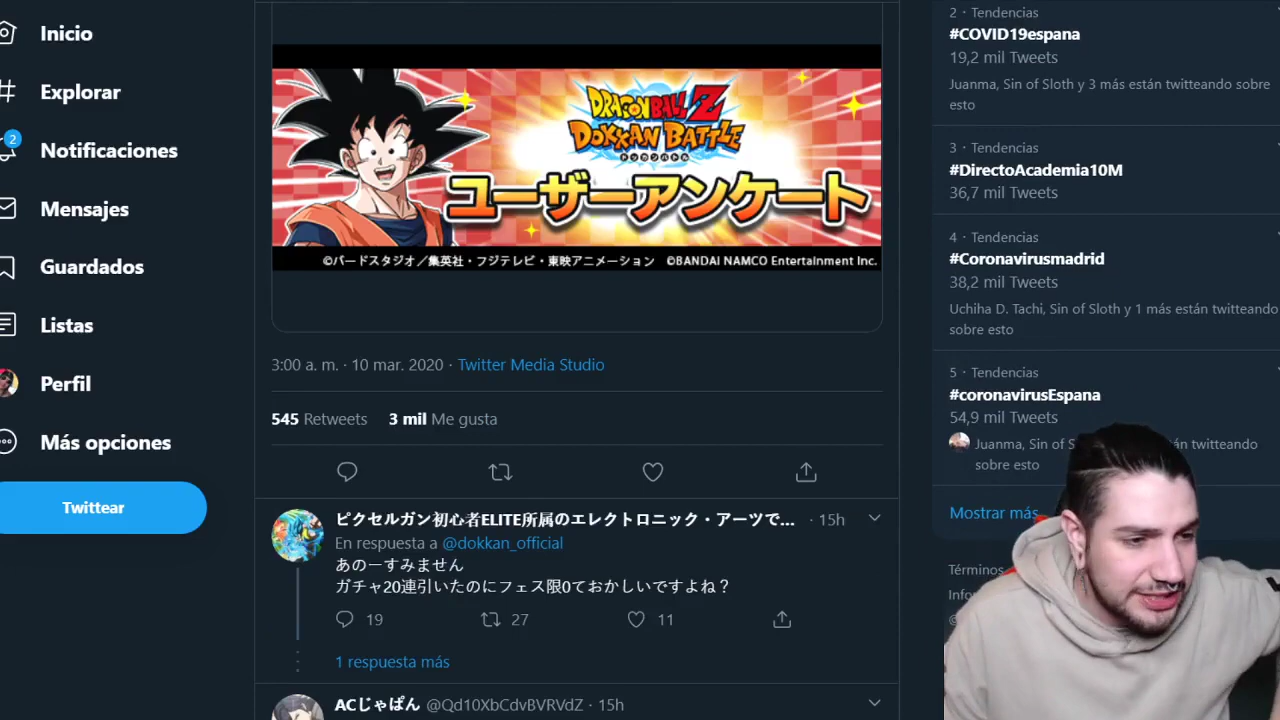 Inicio
Explorar
2
Notificaciones
Mensajes
Guardados
Listas
Perfil
Más opciones
Twittear
DRAGONBALL Z
DOKKAN BATTLE
ドッカンバトル
ユーザーアンケート
©バードスタジオ/集英社・フジテレビ・東映アニメーション ©BANDAI NAMCO Entertainment Inc.
3:00 a. m. · 10 mar. 2020 · Twitter Media Studio
545 Retweets 3 mil Me gusta
ピクセルガン初心者ELITE所属のエレクトロニック・アーツで... · 15h
En respuesta a @dokkan_official
あのーすみません
ガチャ20連引いたのにフェス限0ておかしいですよね？
19 27 11
1 respuesta más
ACじゃぱん @Qd10XbCdvBVRVdZ · 15h
2 · Tendencias
#COVID19espana
19,2 mil Tweets
Juanma, Sin of Sloth y 3 más están twitteando sobre
esto
3 · Tendencias
#DirectoAcademia10M
36,7 mil Tweets
4 · Tendencias
#Coronavirusmadrid
38,2 mil Tweets
Uchiha D. Tachi, Sin of Sloth y 1 más están twitteando
sobre esto
5 · Tendencias
#coronavirusEspana
54,9 mil Tweets
Juanma, Sin of twitteando
sobre esto
Mostrar más
Términos